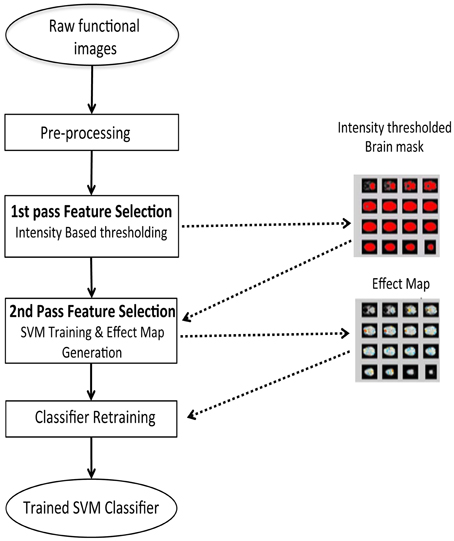 Raw functional
images
Pre-processing
Intensity thresholded
Brain mask
1st pass Feature Selection
Intensity Based thresholding
Effect Map
2nd Pass Feature Selection
SVM Training & Effect Map
Generation
Classifier Retraining
Trained SVM Classifier